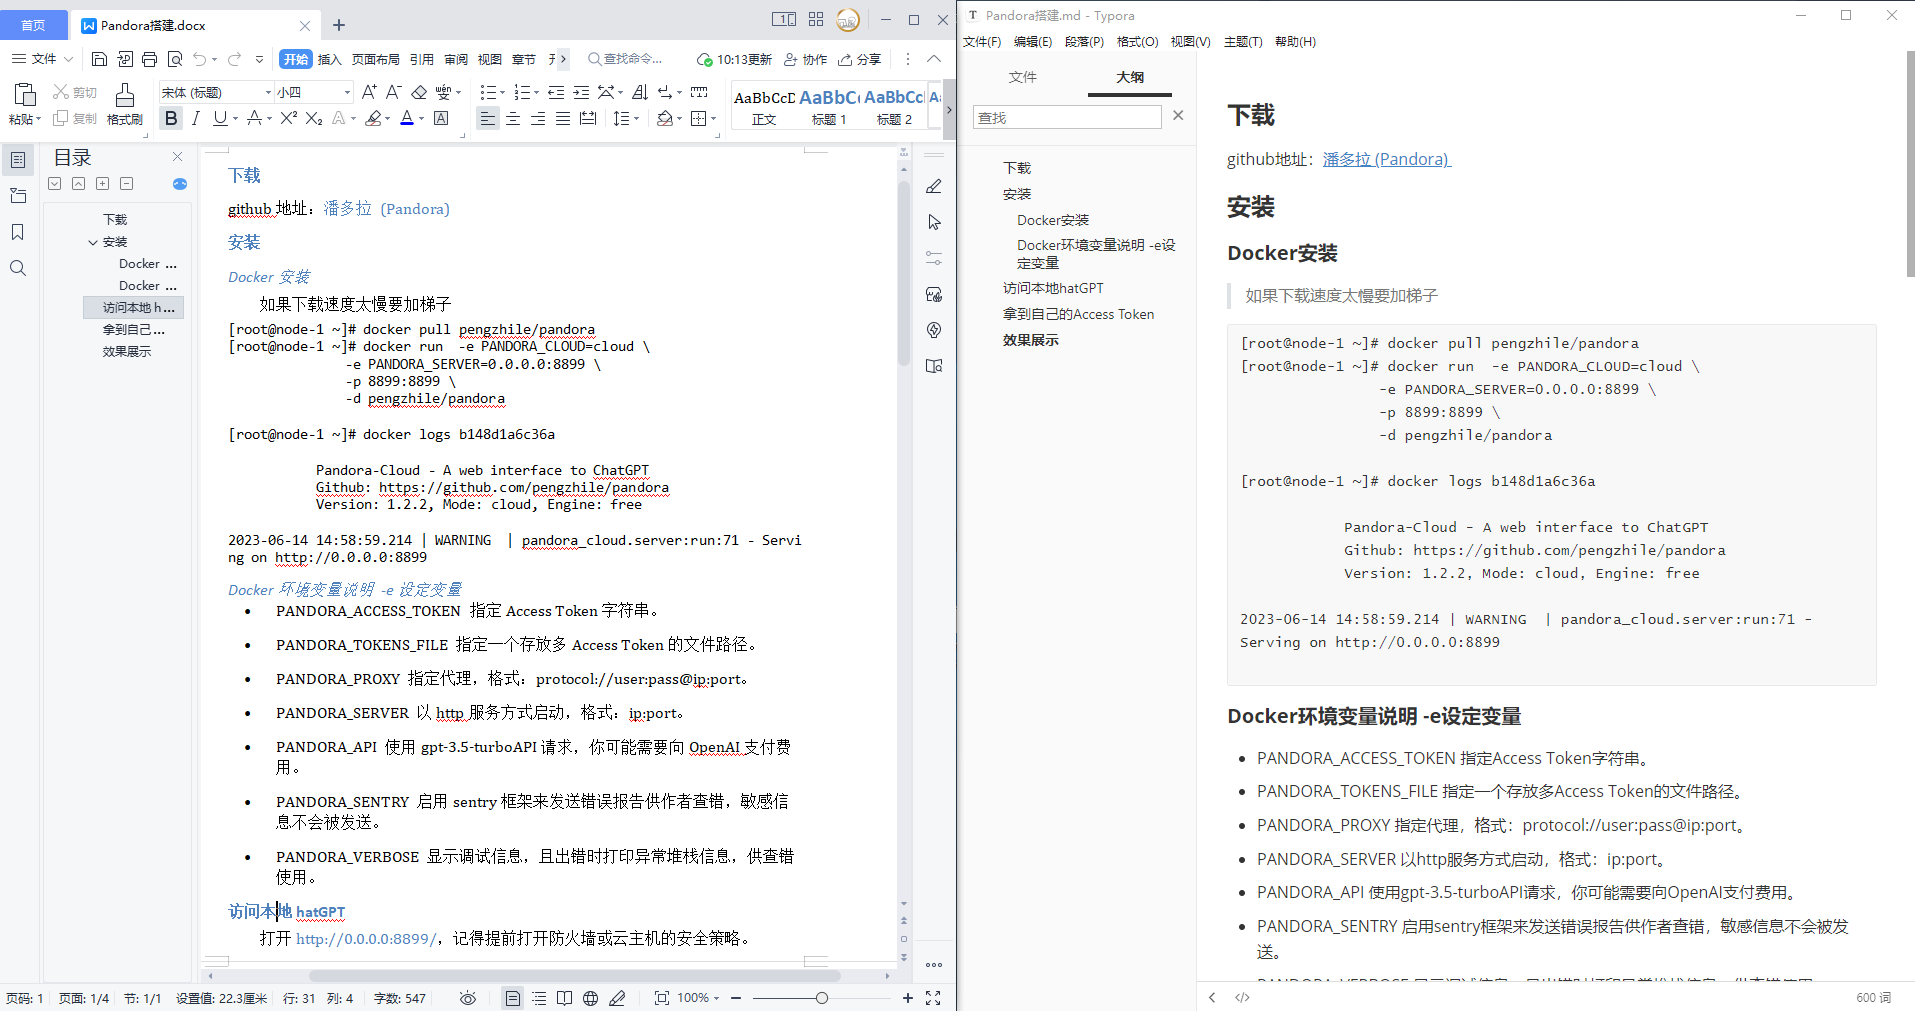 首页
Pandora搭建.docx
文件
开始 插入 页面布局 引用 审阅 视图 章节
查找命令...
10:13更新 协作 分享
粘贴 剪切 复制 格式刷
宋体 (标题) 小四
AaBbCcD AaBbC AaBbCc
正文 标题 1 标题 2
目录
下载
安装
Docker ...
Docker ...
访问本地 h...
拿到自己 ...
效果展示
下载
github 地址：潘多拉 (Pandora)
安装
Docker 安装
如果下载速度太慢要加梯子
[root@node-1 ~]# docker pull pengzhile/pandora
[root@node-1 ~]# docker run  -e PANDORA_CLOUD=cloud \
-e PANDORA_SERVER=0.0.0.0:8899 \
-p 8899:8899 \
-d pengzhile/pandora
[root@node-1 ~]# docker logs b148d1a6c36a
Pandora-Cloud - A web interface to ChatGPT
Github: https://github.com/pengzhile/pandora
Version: 1.2.2, Mode: cloud, Engine: free
2023-06-14 14:58:59.214 | WARNING  | pandora_cloud.server:run:71 - Servi
ng on http://0.0.0.0:8899
Docker 环境变量说明 -e 设定变量
• PANDORA_ACCESS_TOKEN 指定 Access Token 字符串。
• PANDORA_TOKENS_FILE 指定一个存放多 Access Token 的文件路径。
• PANDORA_PROXY 指定代理，格式：protocol://user:pass@ip:port。
• PANDORA_SERVER 以 http 服务方式启动，格式：ip:port。
• PANDORA_API 使用 gpt-3.5-turboAPI 请求，你可能需要向 OpenAI 支付费
用。
• PANDORA_SENTRY 启用 sentry 框架来发送错误报告供作者查错，敏感信
息不会被发送。
• PANDORA_VERBOSE 显示调试信息，且出错时打印异常堆栈信息，供查错
使用。
访问本地 hatGPT
打开 http://0.0.0.0:8899/，记得提前打开防火墙或云主机的安全策略。
页码: 1 页面: 1/4 节: 1/1 设置值: 22.3厘米 行: 31 列: 4 字数: 547
100%
Pandora搭建.md - Typora
文件(F) 编辑(E) 段落(P) 格式(O) 视图(V) 主题(T) 帮助(H)
文件 大纲
查找
下载
安装
Docker安装
Docker环境变量说明 -e设
定变量
访问本地hatGPT
拿到自己的Access Token
效果展示
下载
github地址：潘多拉 (Pandora)
安装
Docker安装
如果下载速度太慢要加梯子
[root@node-1 ~]# docker pull pengzhile/pandora
[root@node-1 ~]# docker run  -e PANDORA_CLOUD=cloud \
-e PANDORA_SERVER=0.0.0.0:8899 \
-p 8899:8899 \
-d pengzhile/pandora
[root@node-1 ~]# docker logs b148d1a6c36a
Pandora-Cloud - A web interface to ChatGPT
Github: https://github.com/pengzhile/pandora
Version: 1.2.2, Mode: cloud, Engine: free
2023-06-14 14:58:59.214 | WARNING  | pandora_cloud.server:run:71 -
Serving on http://0.0.0.0:8899
Docker环境变量说明 -e设定变量
• PANDORA_ACCESS_TOKEN 指定Access Token字符串。
• PANDORA_TOKENS_FILE 指定一个存放多Access Token的文件路径。
• PANDORA_PROXY 指定代理，格式：protocol://user:pass@ip:port。
• PANDORA_SERVER 以http服务方式启动，格式：ip:port。
• PANDORA_API 使用gpt-3.5-turboAPI请求，你可能需要向OpenAI支付费用。
• PANDORA_SENTRY 启用sentry框架来发送错误报告供作者查错，敏感信息不会被发
送。
600 词